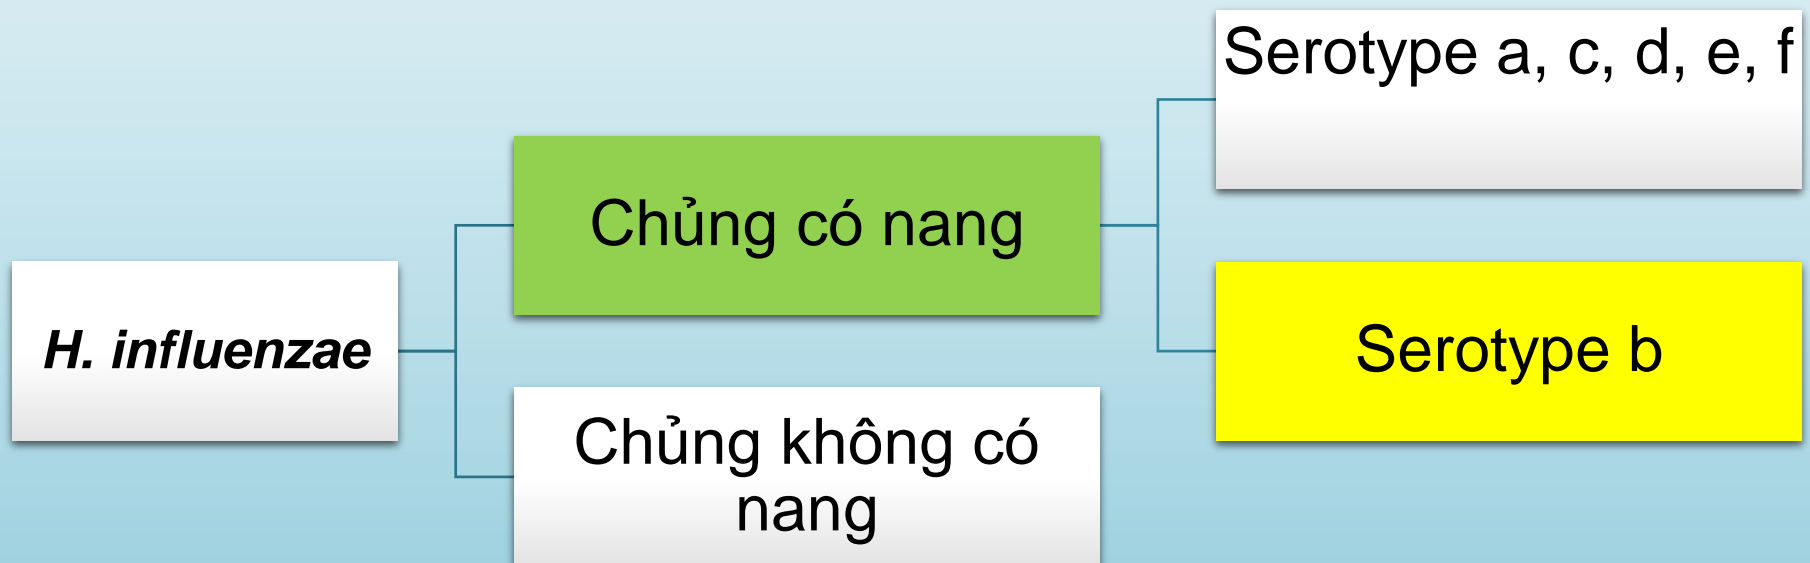 H. influenzae
Chủng có nang
Chủng không có
nang
Serotype a, c, d, e, f
Serotype b